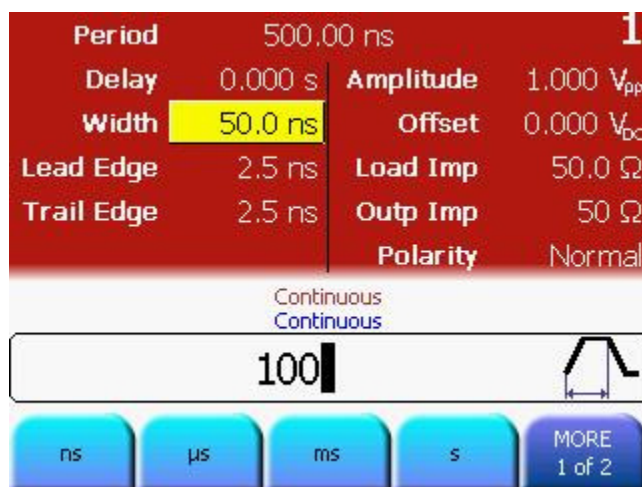 Period 500.00 ns 1
Delay 0.000 s Amplitude 1.000 Vpp
Width 50.0 ns Offset 0.000 VDC
Lead Edge 2.5 ns Load Imp 50.0 Ω
Trail Edge 2.5 ns Outp Imp 50 Ω
Polarity Normal
Continuous
Continuous
100
ns µs ms s MORE
1 of 2